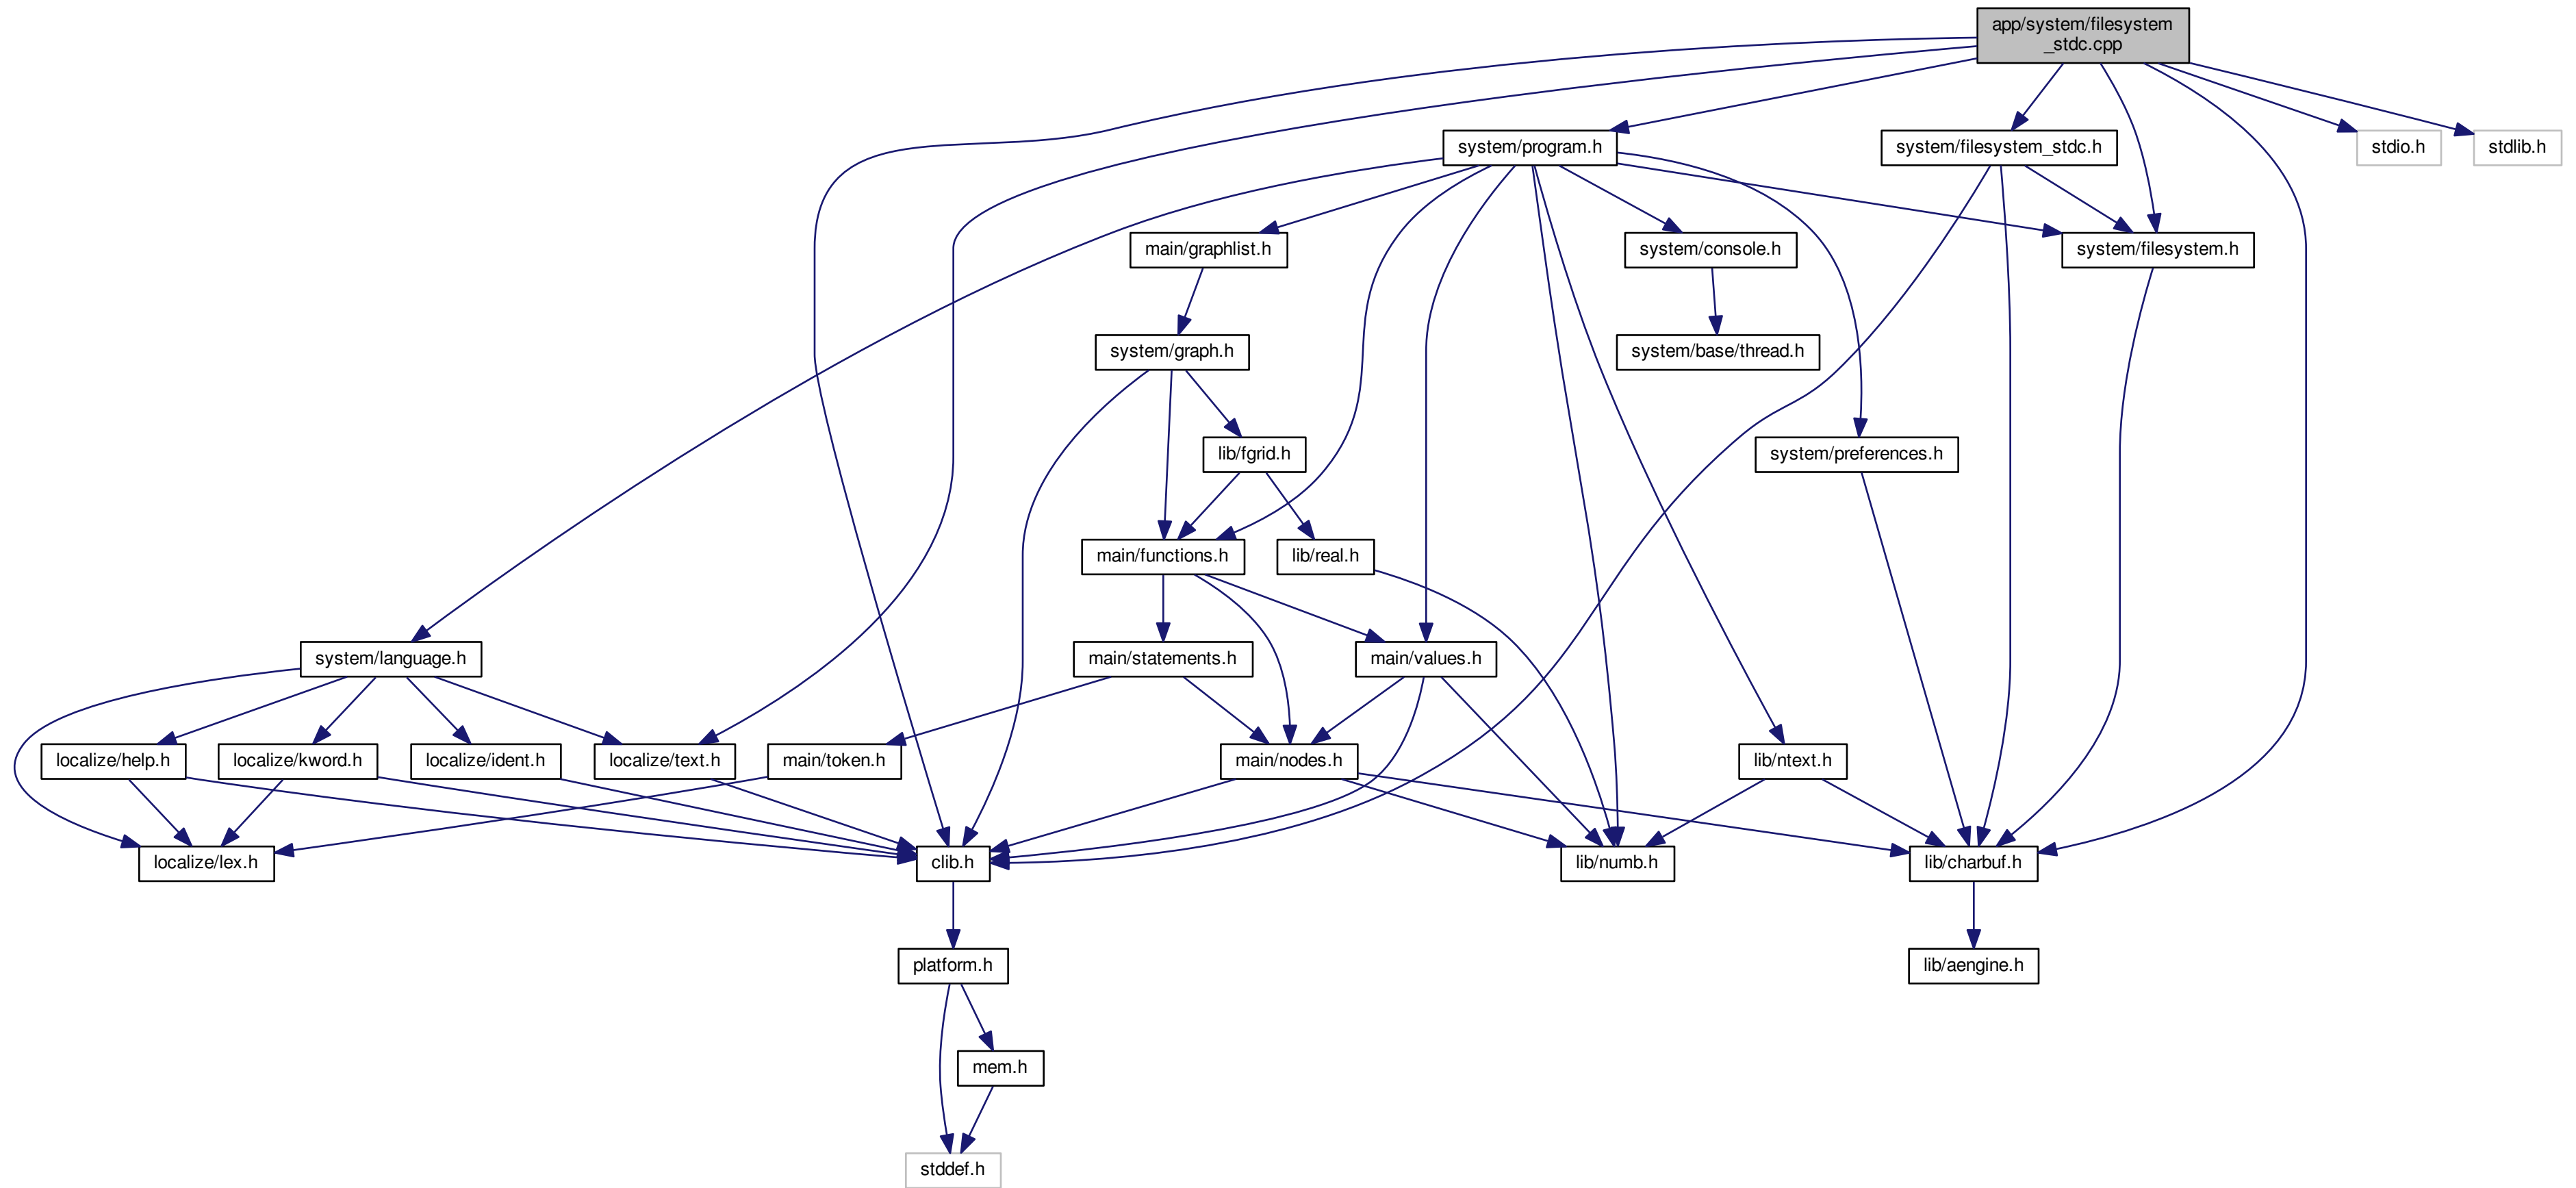 app/system/filesystem
_stdc.cpp
system/program.h
system/filesystem_stdc.h
stdio.h
stdlib.h
main/graphlist.h
system/console.h
system/filesystem.h
system/graph.h
system/base/thread.h
lib/fgrid.h
system/preferences.h
main/functions.h
lib/real.h
system/language.h
main/statements.h
main/values.h
localize/help.h
localize/kword.h
localize/ident.h
localize/text.h
main/token.h
main/nodes.h
lib/ntext.h
localize/lex.h
clib.h
lib/numb.h
lib/charbuf.h
platform.h
lib/aengine.h
mem.h
stddef.h